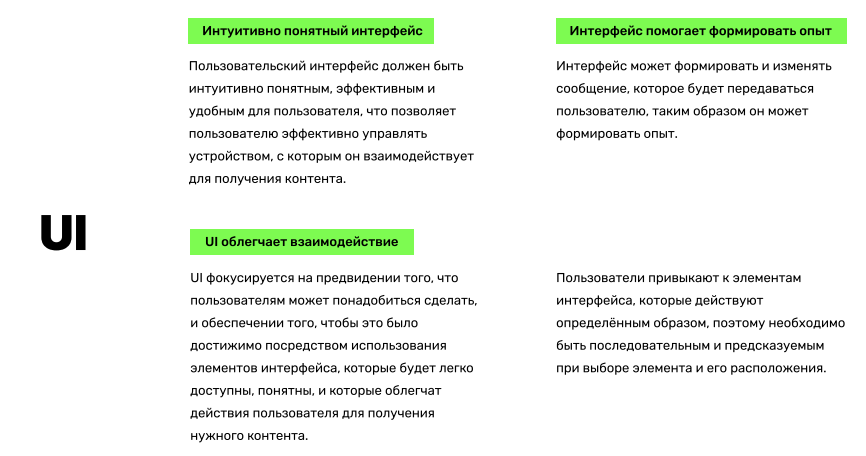 Интуитивно понятный интерфейс
Пользовательский интерфейс должен быть
интуитивно понятным, эффективным и
удобным для пользователя, что позволяет
пользователю эффективно управлять
устройством, с которым он взаимодействует
для получения контента.
Интерфейс помогает формировать опыт
Интерфейс может формировать и изменять
сообщение, которое будет передаваться
пользователю, таким образом он может
формировать опыт.
UI
UI облегчает взаимодействие
UI фокусируется на предвидении того, что
пользователям может понадобиться сделать,
и обеспечении того, чтобы это было
достижимо посредством использования
элементов интерфейса, которые будет легко
доступны, понятны, и которые облегчат
действия пользователя для получения
нужного контента.
Пользователи привыкают к элементам
интерфейса, которые действуют
определённым образом, поэтому необходимо
быть последовательным и предсказуемым
при выборе элемента и его расположения.